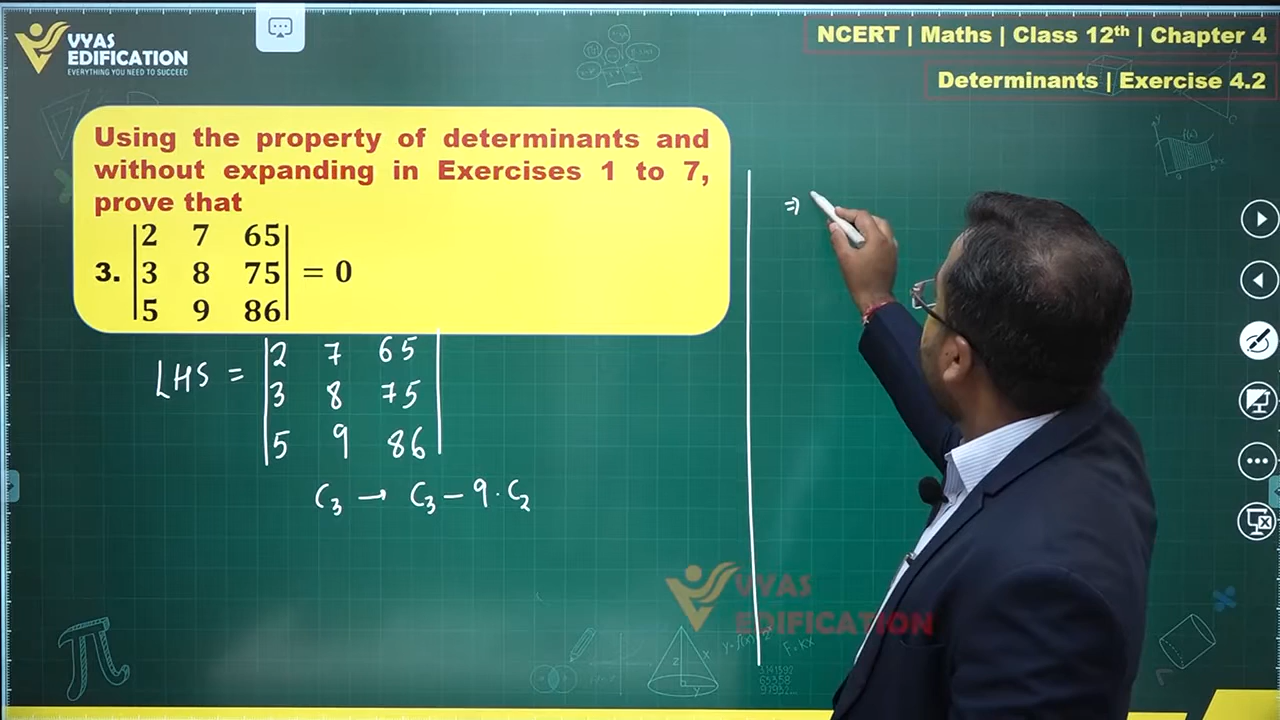 VYAS
EDIFICATION
EVERYTHING YOU NEED TO SUCCEED
NCERT | Maths | Class 12th | Chapter 4
Determinants | Exercise 4.2
Using the property of determinants and
without expanding in Exercises 1 to 7,
prove that
3. |2 7 65|
|3 8 75| = 0
|5 9 86|
LHS = |2 7 65|
|3 8 75|
|5 9 86|
C₃ → C₃ − 9·C₂
⇒
VYAS
EDIFICATION